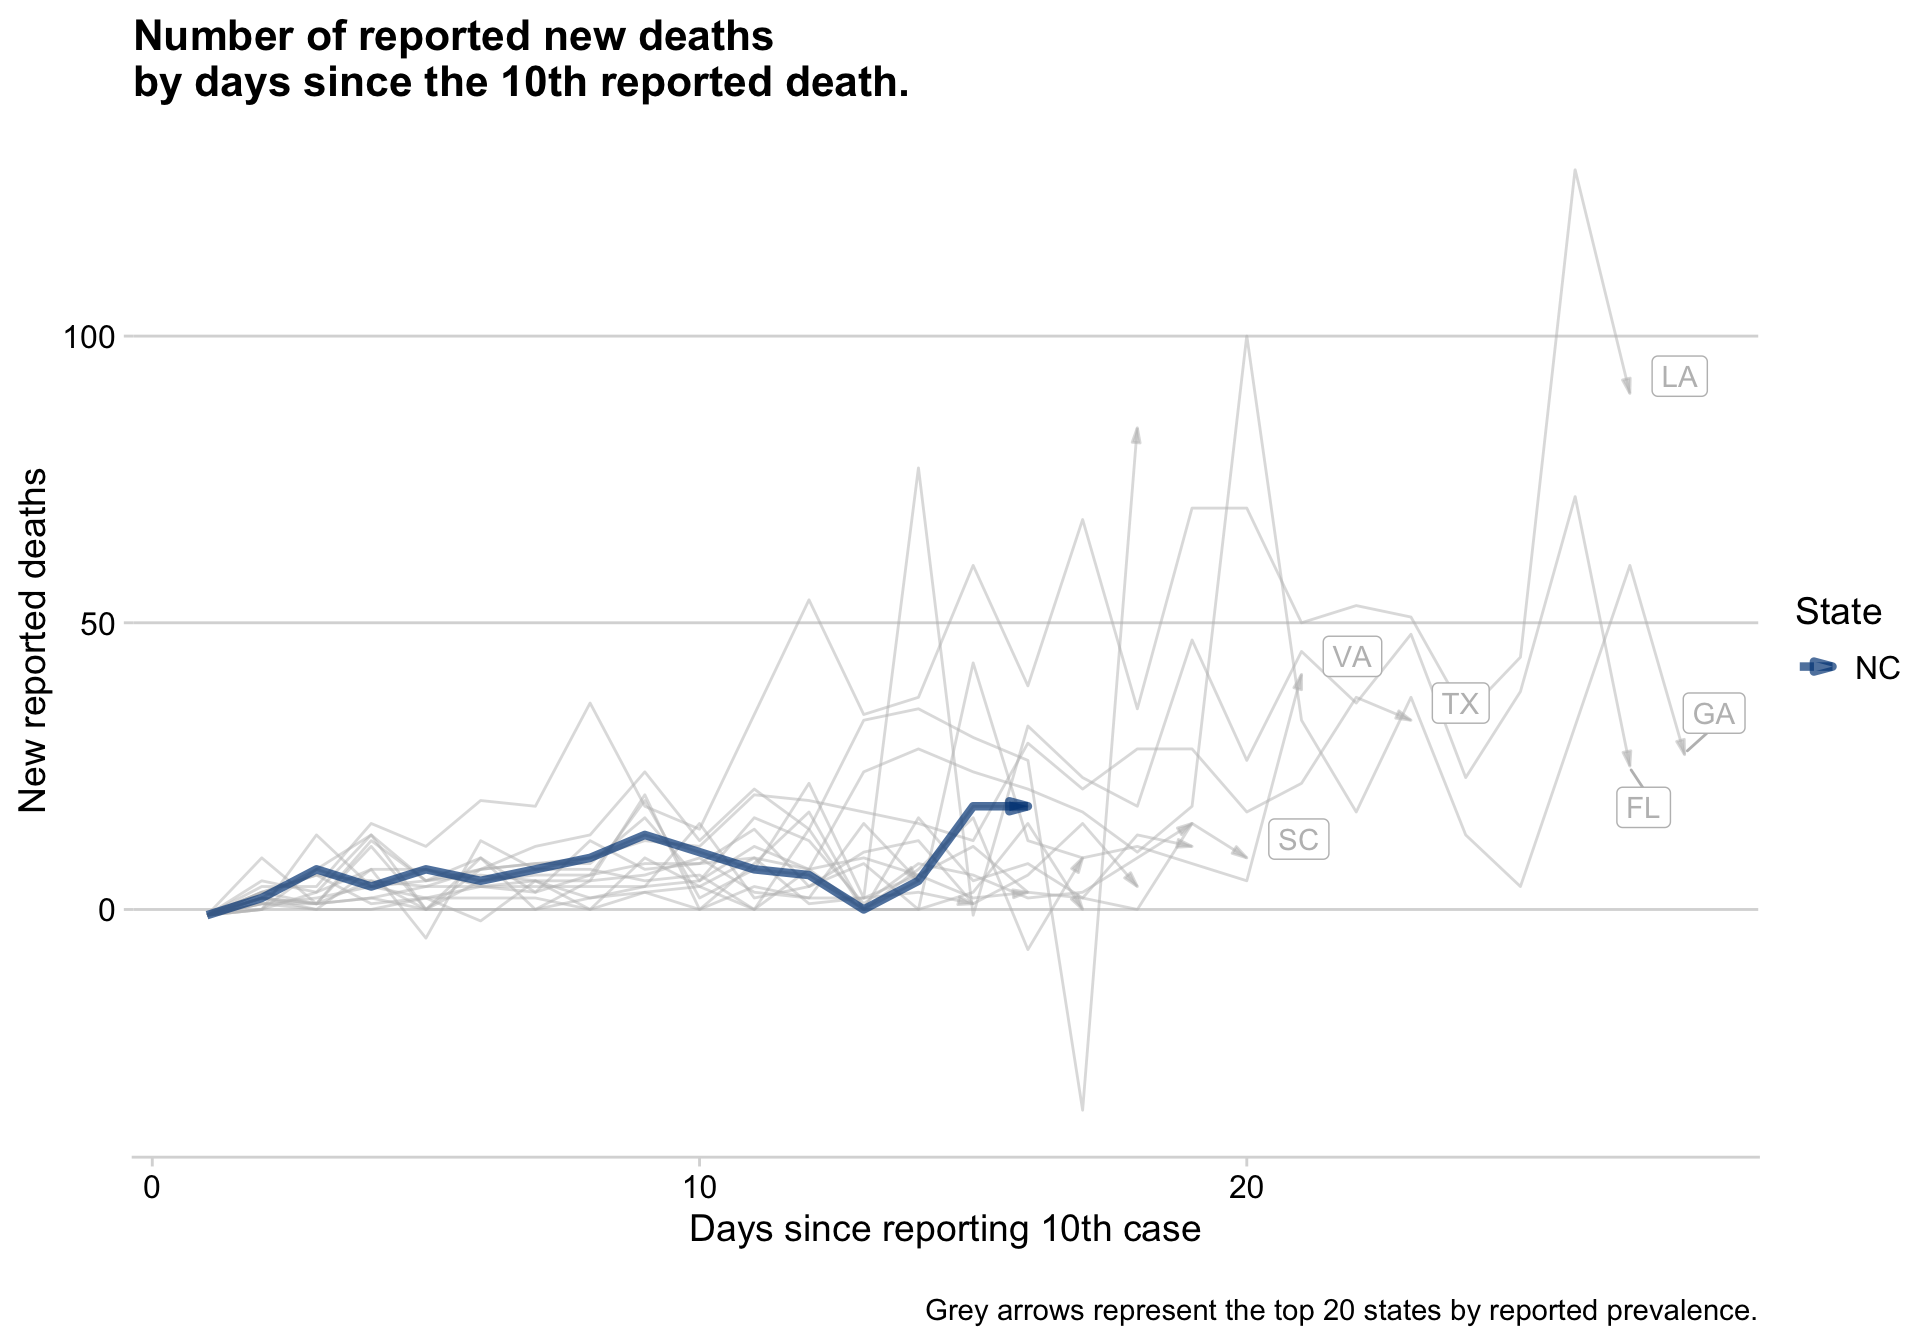 Number of reported new deaths
by days since the 10th reported death.
100
50
0
New reported deaths
LA
VA
TX
GA
FL
SC
State
NC
0 10 20
Days since reporting 10th case
Grey arrows represent the top 20 states by reported prevalence.